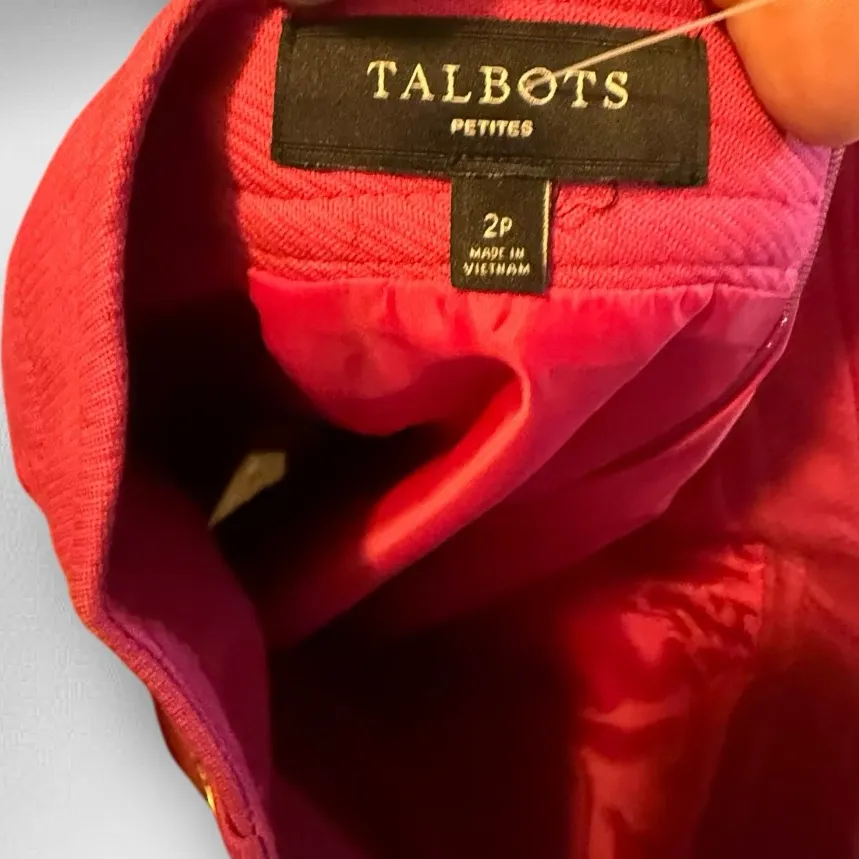 TALBOTS
PETITES
2P
MADE IN
VIETNAM